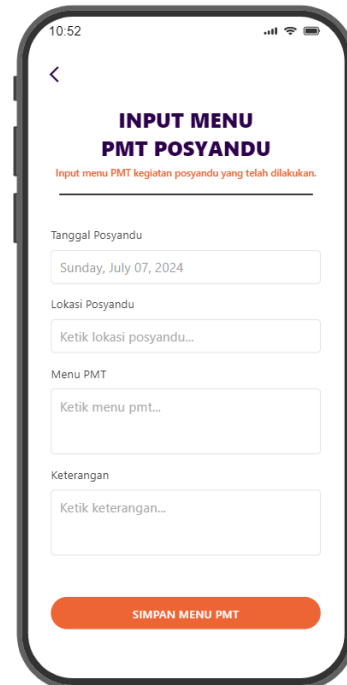 10:52
INPUT MENU
PMT POSYANDU
Input menu PMT kegiatan posyandu yang telah dilakukan.
Tanggal Posyandu
Sunday, July 07, 2024
Lokasi Posyandu
Ketik lokasi posyandu...
Menu PMT
Ketik menu pmt...
Keterangan
Ketik keterangan...
SIMPAN MENU PMT